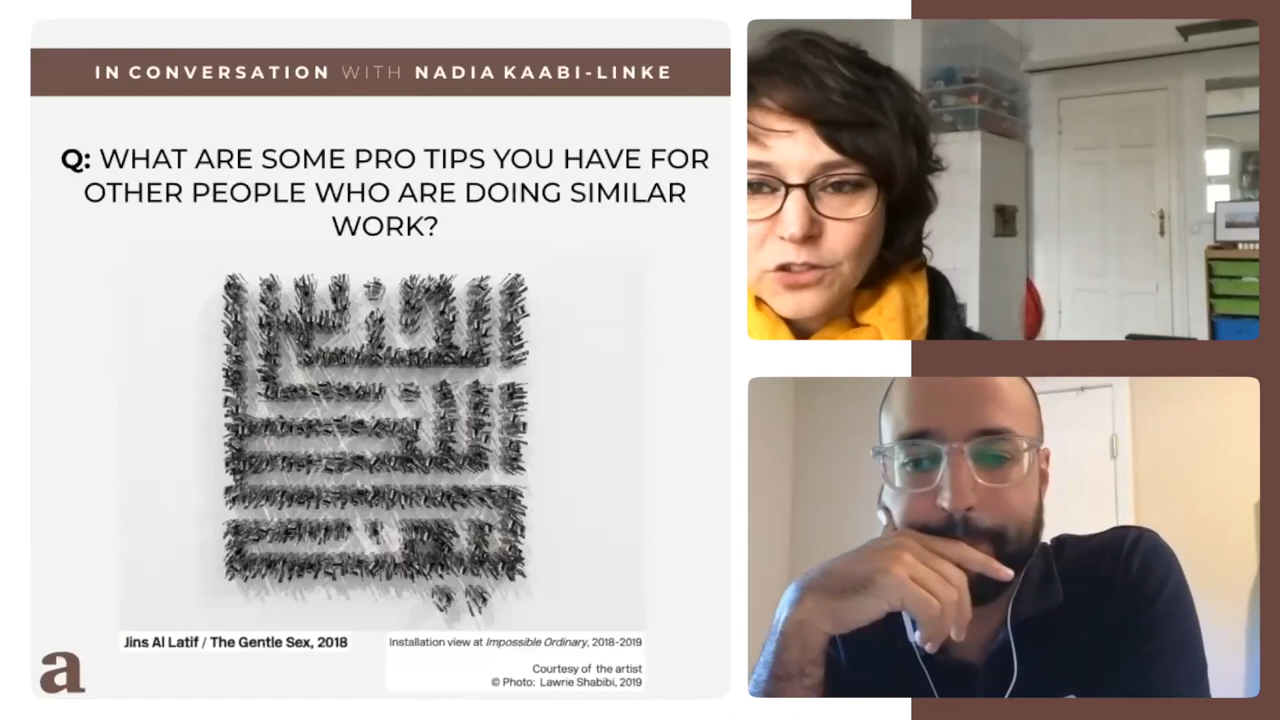 IN CONVERSATION WITH NADIA KAABI-LINKE
Q: WHAT ARE SOME PRO TIPS YOU HAVE FOR
OTHER PEOPLE WHO ARE DOING SIMILAR
WORK?
Jins Al Latif / The Gentle Sex, 2018
Installation view at Impossible Ordinary, 2018-2019
Courtesy of the artist
© Photo: Lawrie Shabibi, 2019
a